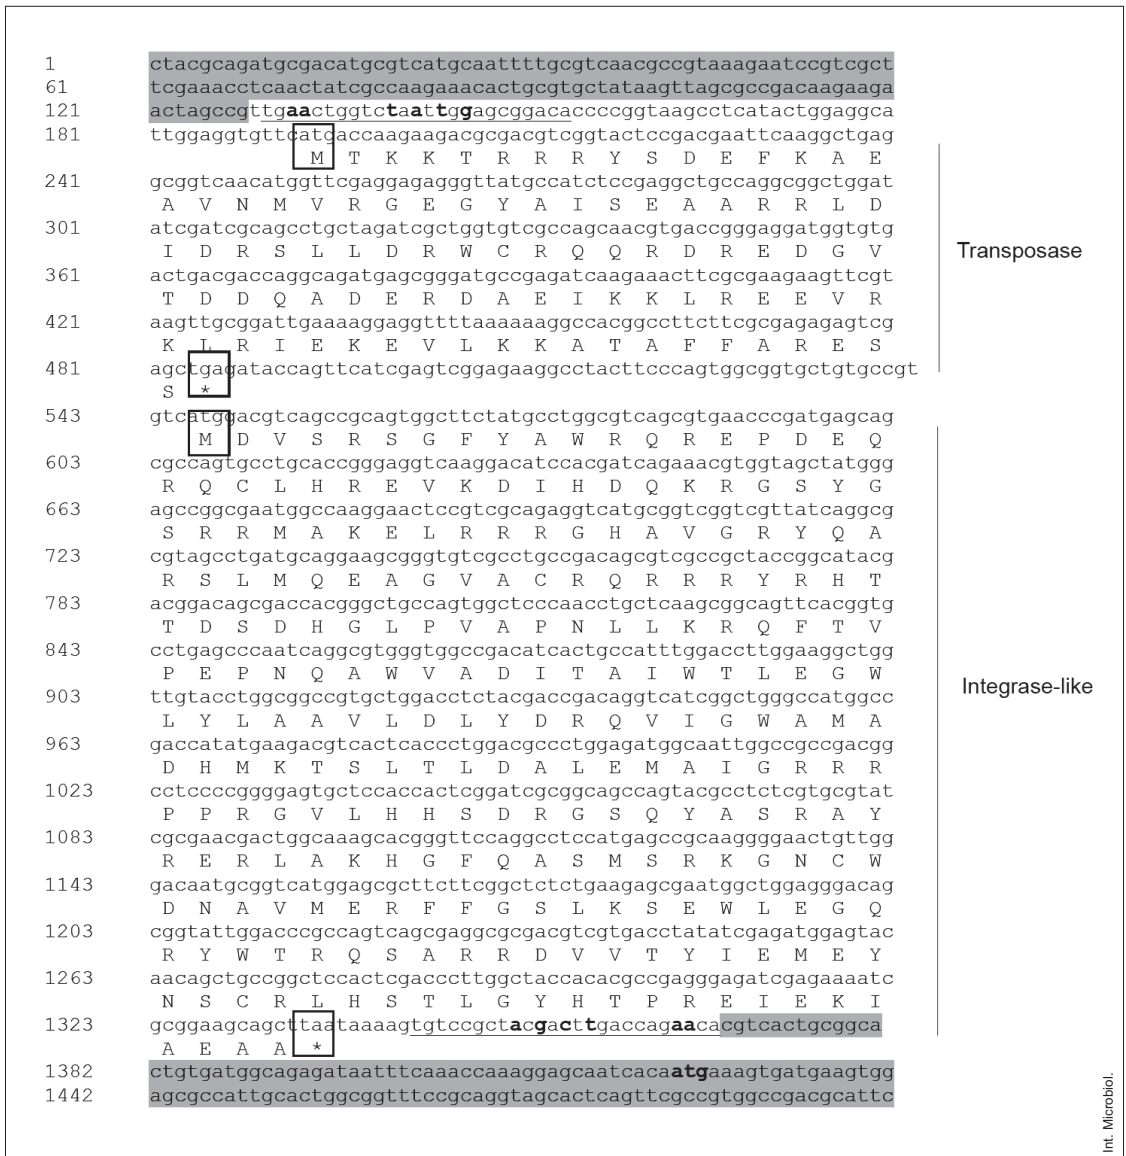 1 ctacgcagatgcgacatgcgtcatgcaattttgcgtcaacgccgtaaagaatccgtcgct
61 tcgaaacctcaactatcgccaaacactgcgtgctataagttagcgccgacaagaaga
121 actagccgttgaactggtctaattggagcggacaccccggtaagcctcatactggaggca
181 ttggaggtgttcatgaccaagaagacgcgacgtcggtactccgacgaattcaaggctgag
M T K K T R R R Y S D E F K A E
241 gcggtcaacatggttcgaggagagggttatgccatctccgaggctgccaggcggctggat
A V N M V R G E G Y A I S E A A R R L D
301 atcgatcgcagcctgctagatcgctggtgtcgccagcaacgtgaccgggaggatggtgtg
I D R S L L D R W C R Q Q R D R E D G V
Transposase
361 actgacgaccaggcagatgagcgggatgccgagatcaagaaacttcgcgaagaagttcgt
T D D Q A D E R D A E I K K L R E E V R
421 aagttgcggattgaaaaggaggttttaaaaaaggccacggccttcttcgcgagagagtcg
K L R I E K E V L K K A T A F F A R E S
481 agctgagataccagttcatcgagtcggagaaggcctacttcccagtggcggtgctgtgccgt
S *
543 gtcatggacgtcagccgcagtggcttctatgcctggcgtcagcgtgaacccgatgagcag
M D V S R S G F Y A W R Q R E P D E Q
603 cgccagtgcctgcaccgggaggtcaaggacatccacgatcagaaacgtggtagctatggg
R Q C L H R E V K D I H D Q K R G S Y G
663 agccggcgaatggccaaggaactccgtcgcagaggtcatgcggtcggtcgttatcaggcg
S R R M A K E L R R R G H A V G R Y Q A
723 cgtagcctgatgcaggaagcgggtgtcgcctgccgacagcgtcgccgctaccggcatacg
R S L M Q E A G V A C R Q R R R Y R H T
783 acggacagcgaccacgggctgccagtggctcccaacctgctcaagcggcagttcacggtg
T D S D H G L P V A P N L L K R Q F T V
843 cctgagcccaatcaggcgtgggtggccgacatcactgccatttggaccttggaaggctgg
P E P N Q A W V A D I T A I W T L E G W
Integrase-like
903 ttgtacctggcggccgtgctggacctctacgaccgacaggtcatcggctgggccatggcc
L Y L A A V L D L Y D R Q V I G W A M A
963 gaccatatgaagacgtcactcaccctggacgccctggagatggcaattggccgccgacgg
D H M K T S L T L D A L E M A I G R R R
1023 cctccccggggagtgctccaccactcggatcgcggcagccagtacgcctctcgtgcgtat
P P R G V L H H S D R G S Q Y A S R A Y
1083 cgcgaacgactggcaaagcacgggttccaggcctccatgagccgcaaggggaactgttgg
R E R L A K H G F Q A S M S R K G N C W
1143 gacaatgcggtcatggagcgcttcttcggctctctgaagagcgaatggctggagggacag
D N A V M E R F F G S L K S E W L E G Q
1203 cggtattggacccgccagtcagcgaggcgcgacgtcgtgacctatatcgagatggagtac
R Y W T R Q S A R R D V V T Y I E M E Y
1263 aacagctgccggctccactcgacccttggctaccacacgccgagggagatcgagaaaatc
N S C R L H S T L G Y H T P R E I E K I
1323 gcggaagcagcttaataaaagtgtccgctacgacttgaccagaacacgtcactgcggca
A E A A *
1382 ctgtgatggcagagataatttcaaaccaaaggagcaatcacaatgaaagtgatgaagtgg
1442 agcgccattgcactggcggtttccgcaggtagcactcagttcgccgtggccgacgcattc
Int. Microbiol.